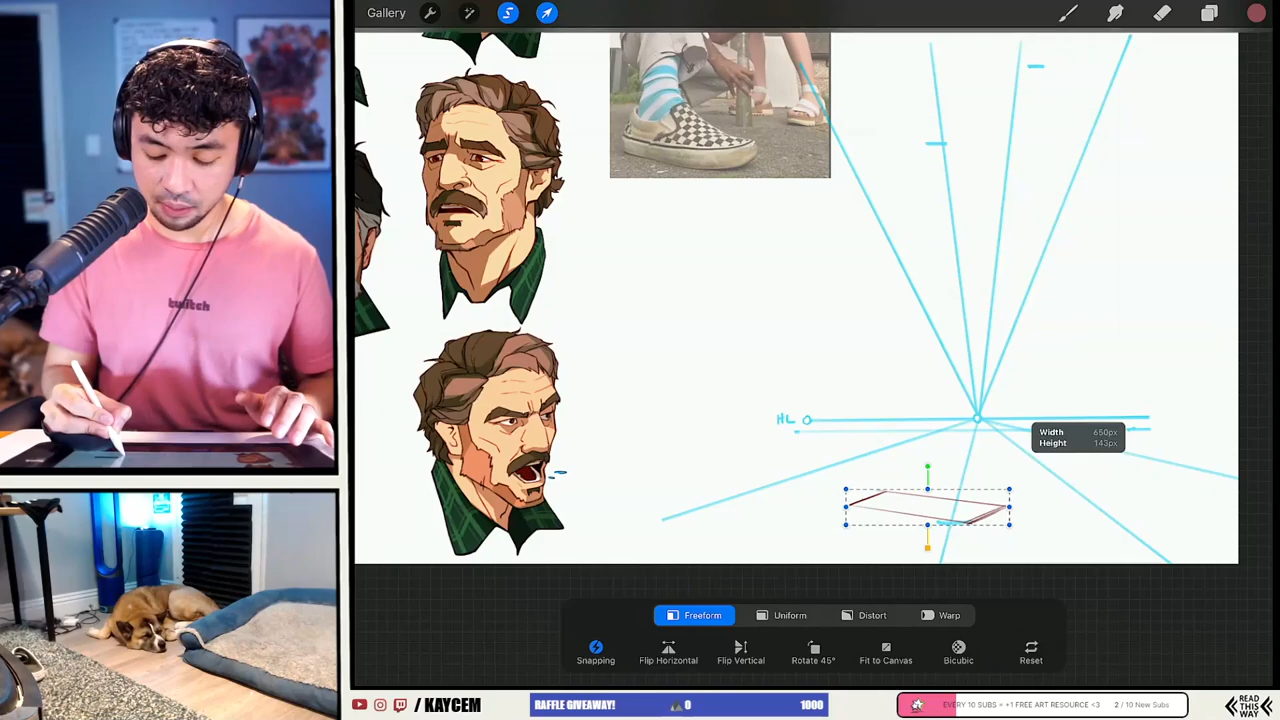 Gallery
twitch
HL
Width 650px
Height 143px
Freeform
Uniform
Distort
Warp
Snapping
Flip Horizontal
Flip Vertical
Rotate 45°
Fit to Canvas
Bicubic
Reset
/ KAYCEM
RAFFLE GIVEAWAY!
0
1000
EVERY 10 SUBS = +1 FREE ART RESOURCE <3
2 / 10 New Subs
READ
THIS
WAY